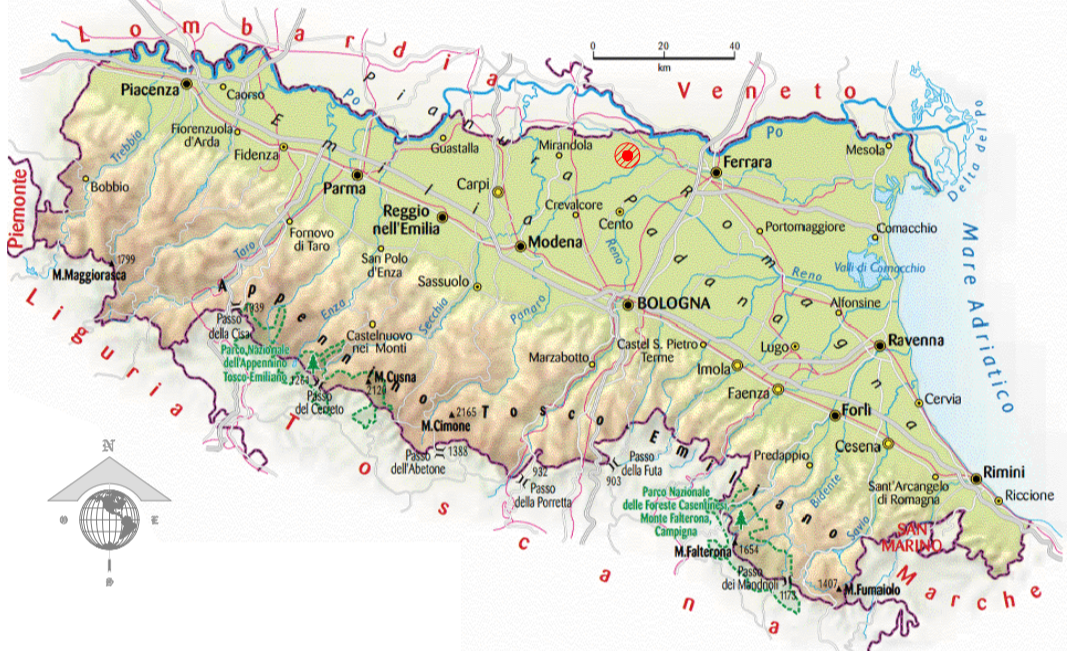 Lombardia
0 20 40
km
Veneto
Piacenza
Caorso
Po
Pianura Padana
Po
Mesola
Delta del Po
Fiorenzuola
d'Arda
Trebbia
Emilia
Guastalla
Mirandola
Ferrara
Fidenza
Bobbio
Parma
Carpi
Romagna
Piemonte
Crevalcore
Reggio
nell'Emilia
Cento
Portomaggiore
Comacchio
Fornovo
di Taro
Modena
Reno
Mare Adriatico
Taro
San Polo
d'Enza
1799
M.Maggiorasca
Reno
Valli di Comacchio
Sassuolo
Liguria
Appennino Tosco
1039
Enza
Secchia
Panaro
BOLOGNA
Alfonsine
Passo
della Cisa
Castelnuovo
nei Monti
Parco Nazionale
dell'Appennino
Tosco-Emiliano
Marzabotto
Castel S. Pietro
Terme
Lugo
Ravenna
1261
M.Cusna
2120
Imola
Passo
del Cerreto
Faenza
Cervia
2165
M.Cimone
Forlì
Toscana
Emiliano
Passo
dell'Abetone
1388
Cesena
932
Passo
della Porretta
Passo
della Futa
903
Predappio
Rimini
Sant'Arcangelo
di Romagna
Riccione
Parco Nazionale
delle Foreste Casentinesi
Monte Falterona,
Campigna
Bidente
Savio
SAN
MARINO
M.Falterona
1654
Passo
dei Mandrioli
1173
1407
M.Fumaiolo
Marche
N
O E
S